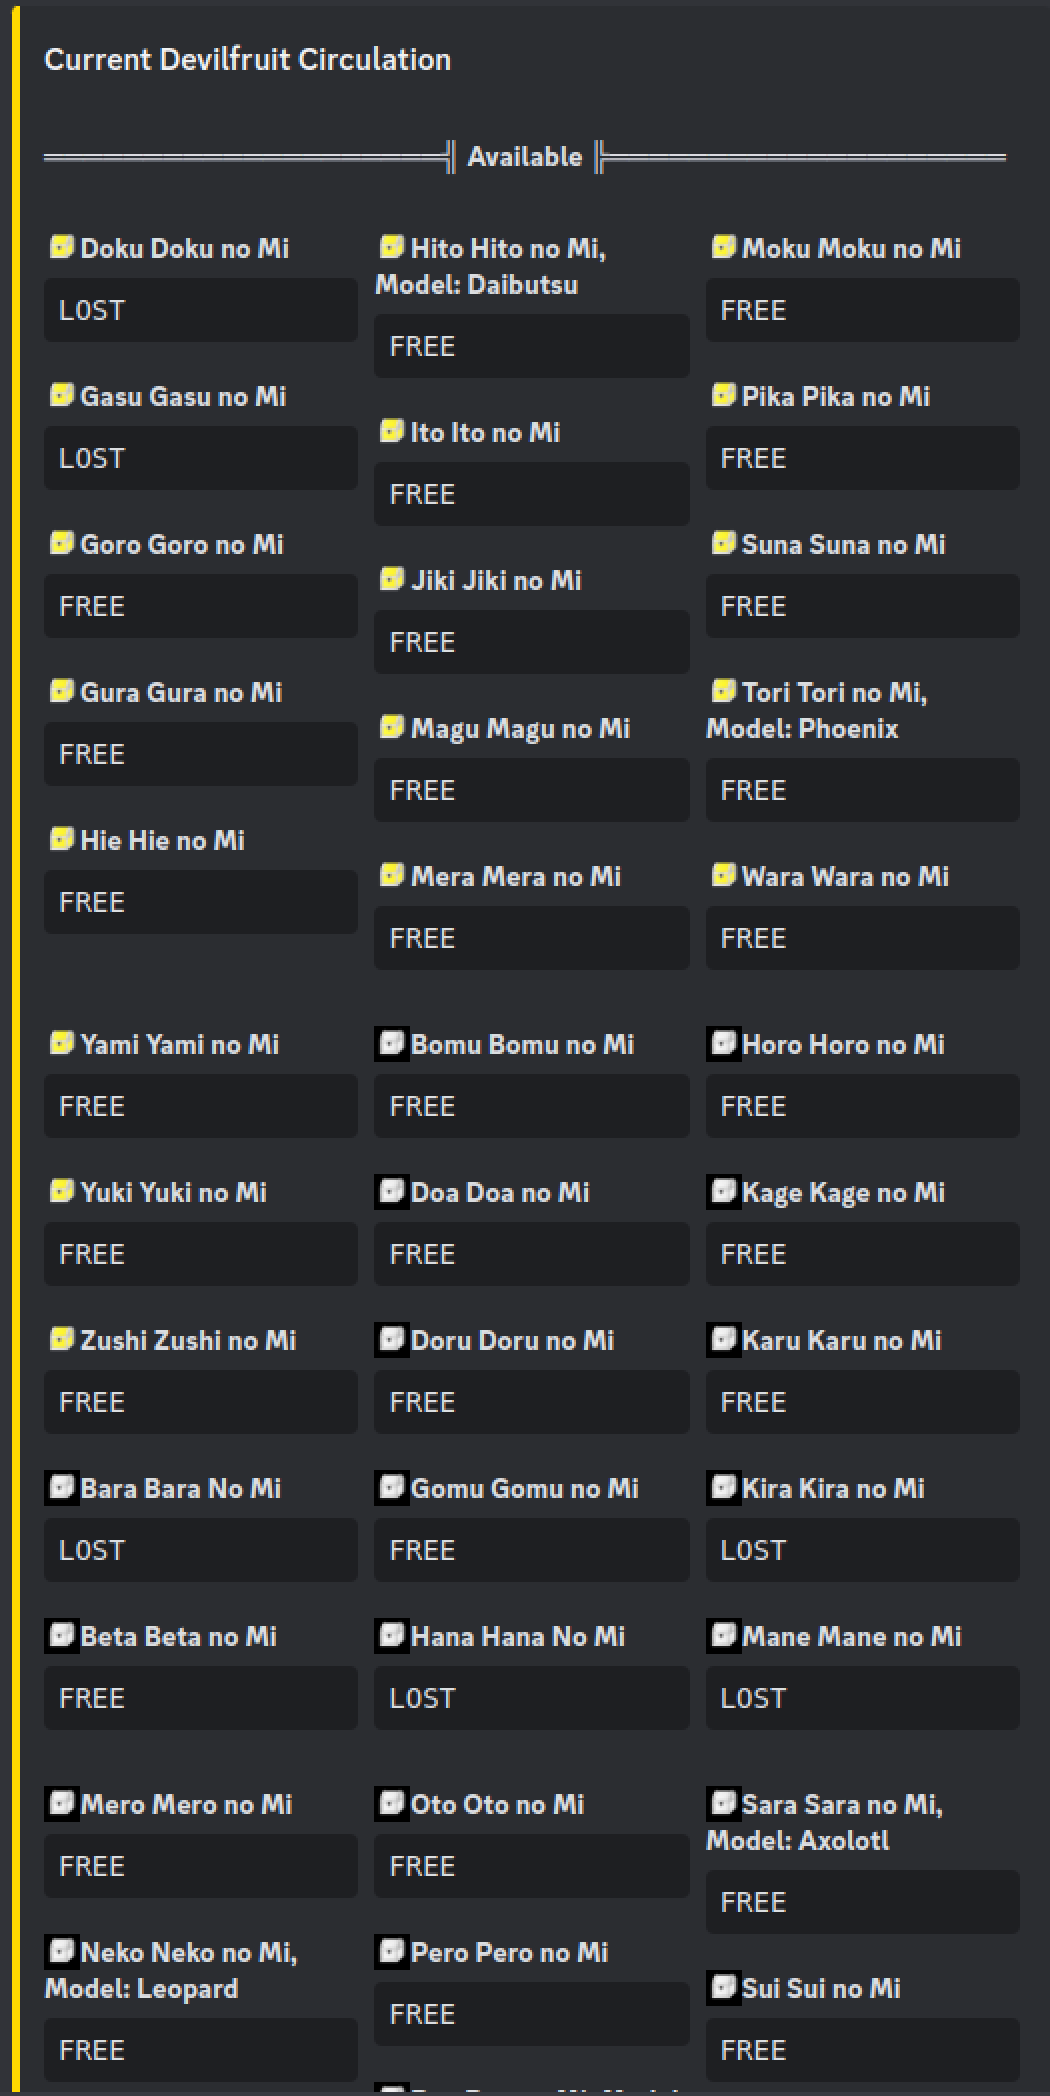 Current Devilfruit Circulation
Available
Doku Doku no Mi
LOST
Gasu Gasu no Mi
LOST
Goro Goro no Mi
FREE
Gura Gura no Mi
FREE
Hie Hie no Mi
FREE
Hito Hito no Mi,
Model: Daibutsu
FREE
Ito Ito no Mi
FREE
Jiki Jiki no Mi
FREE
Magu Magu no Mi
FREE
Mera Mera no Mi
FREE
Moku Moku no Mi
FREE
Pika Pika no Mi
FREE
Suna Suna no Mi
FREE
Tori Tori no Mi,
Model: Phoenix
FREE
Wara Wara no Mi
FREE
Yami Yami no Mi
FREE
Yuki Yuki no Mi
FREE
Zushi Zushi no Mi
FREE
Bara Bara No Mi
LOST
Beta Beta no Mi
FREE
Bomu Bomu no Mi
FREE
Doa Doa no Mi
FREE
Doru Doru no Mi
FREE
Gomu Gomu no Mi
FREE
Hana Hana No Mi
LOST
Horo Horo no Mi
FREE
Kage Kage no Mi
FREE
Karu Karu no Mi
FREE
Kira Kira no Mi
LOST
Mane Mane no Mi
LOST
Mero Mero no Mi
FREE
Neko Neko no Mi,
Model: Leopard
FREE
Oto Oto no Mi
FREE
Pero Pero no Mi
FREE
Sara Sara no Mi,
Model: Axolotl
FREE
Sui Sui no Mi
FREE